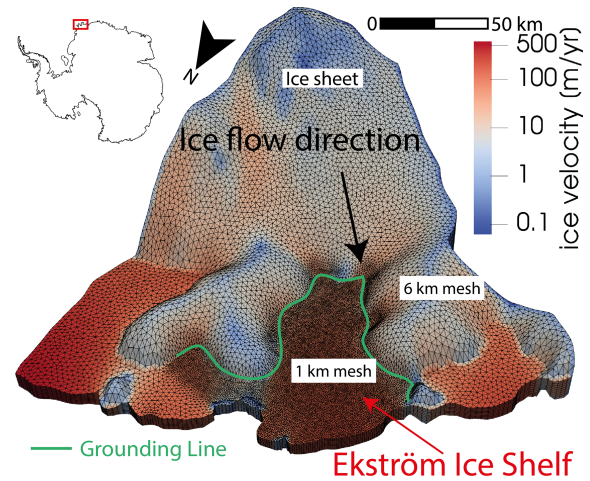 0 50 km
N
Ice sheet
Ice flow direction
500
100
10
1
0.1
ice velocity (m/yr)
6 km mesh
1 km mesh
Grounding Line
Ekström Ice Shelf